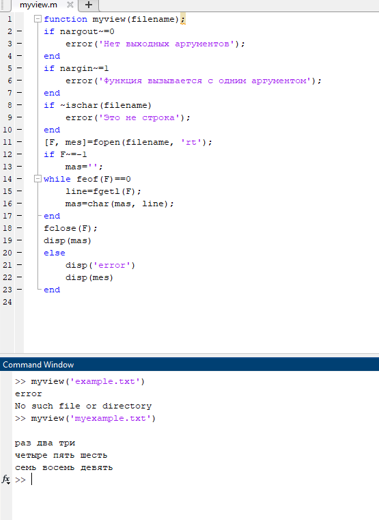 myview.m
1 function myview(filename);
2 if nargout~=0
3 error('Нет выходных аргументов');
4 end
5 if nargin~=1
6 error('Функция вызывается с одним аргументом');
7 end
8 if ~ischar(filename)
9 error('Это не строка');
10 end
11 [F, mes]=fopen(filename, 'rt');
12 if F~=-1
13 mas='';
14 while feof(F)==0
15 line=fgetl(F);
16 mas=char(mas, line);
17 end
18 fclose(F);
19 disp(mas)
20 else
21 disp('error')
22 disp(mes)
23 end
24
Command Window
>> myview('example.txt')
error
No such file or directory
>> myview('myexample.txt')
раз два три
четыре пять шесть
семь восемь девять
fx >>